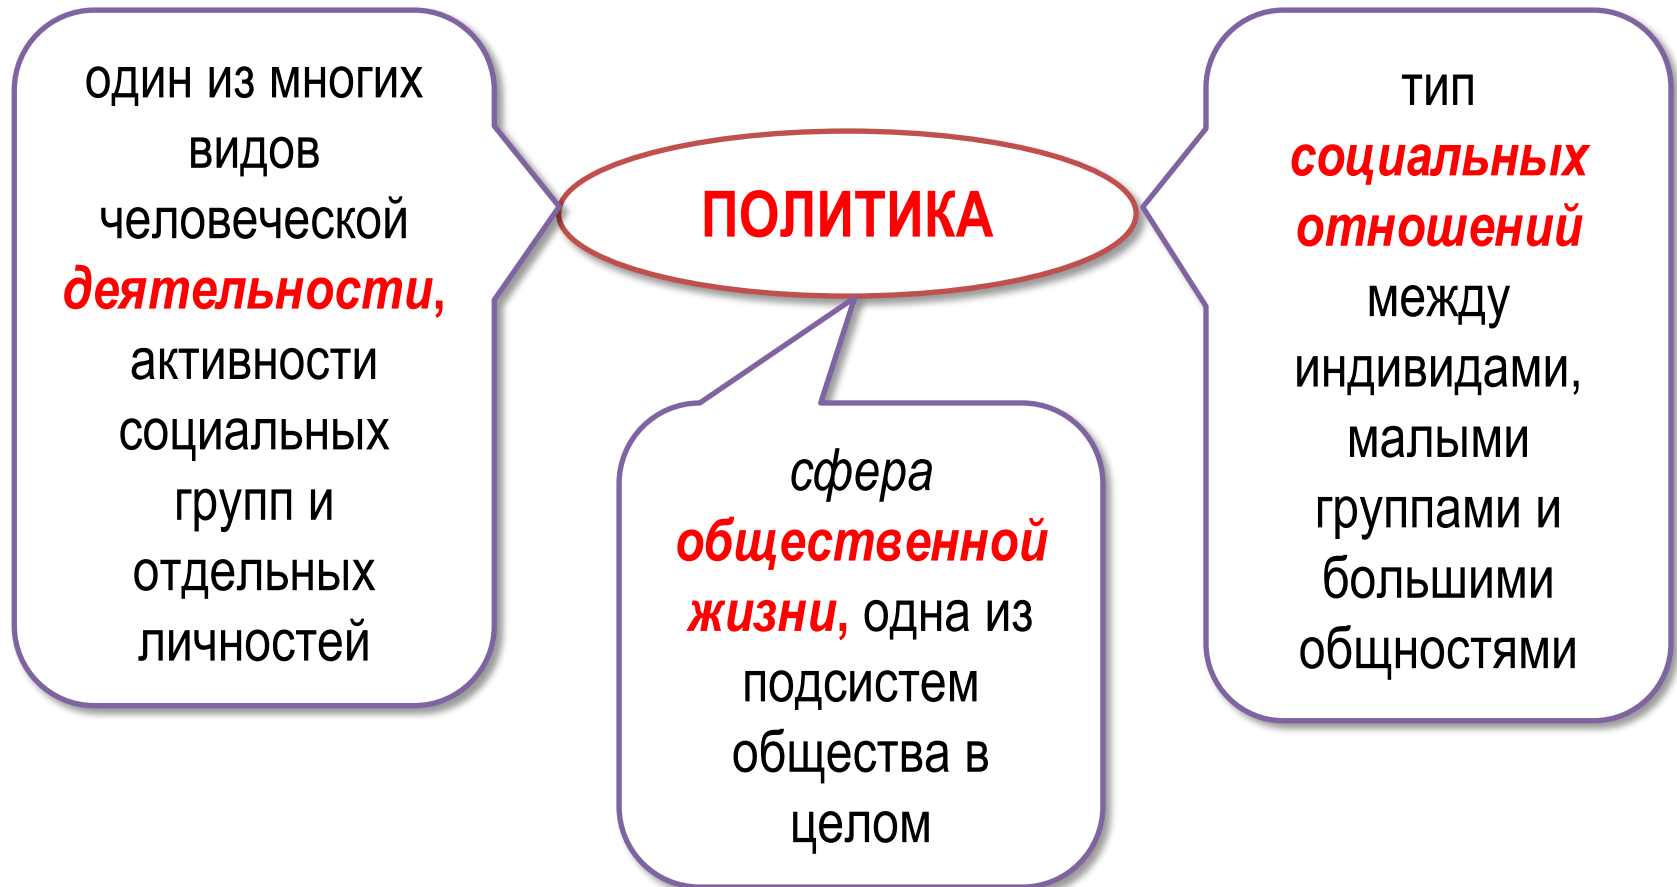 один из многих
видов
человеческой
деятельности,
активности
социальных
групп и
отдельных
личностей
ПОЛИТИКА
сфера
общественной
жизни, одна из
подсистем
общества в
целом
тип
социальных
отношений
между
индивидами,
малыми
группами и
большими
общностями